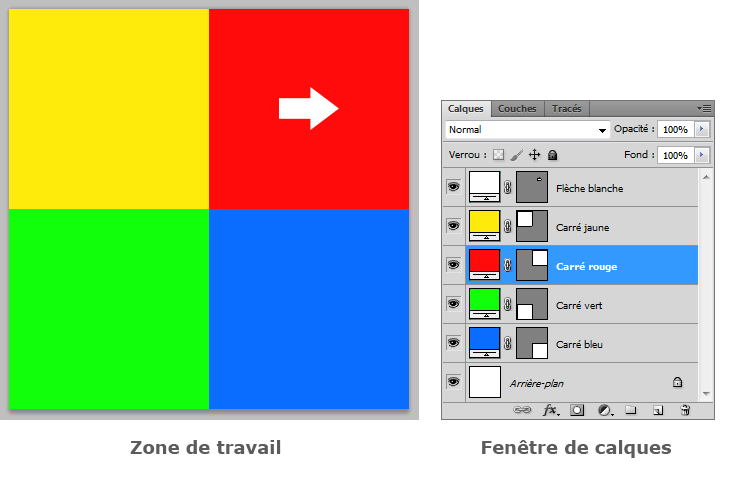 Calques Couches Tracés
Normal Opacité : 100%
Verrou : Fond : 100%
Flèche blanche
Carré jaune
Carré rouge
Carré vert
Carré bleu
Arrière-plan
fx
Zone de travail Fenêtre de calques